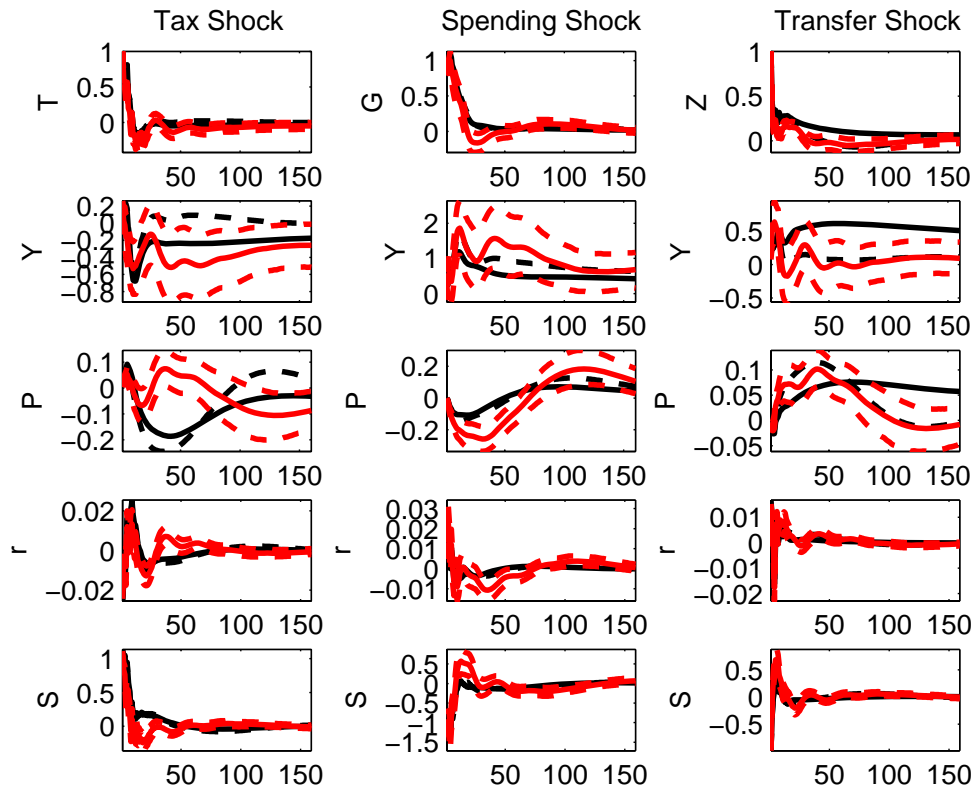 Tax Shock Spending Shock Transfer Shock
T 1 0.5 0 50 100 150
G 1 0.5 0 50 100 150
Z 1 0.5 0 50 100 150
Y 0.2 0 −0.2 −0.4 −0.6 −0.8 50 100 150
Y 2 1 0 50 100 150
Y 0.5 0 −0.5 50 100 150
P 0.1 0 −0.1 −0.2 50 100 150
P 0.2 0 −0.2 50 100 150
P 0.1 0.05 0 −0.05 50 100 150
r 0.02 0 −0.02 50 100 150
r 0.03 0.02 0.01 0 −0.01 50 100 150
r 0.01 0 −0.01 −0.02 50 100 150
S 1 0.5 0 50 100 150
S 0.5 0 −0.5 −1 −1.5 50 100 150
S 0.5 0 −0.5 50 100 150